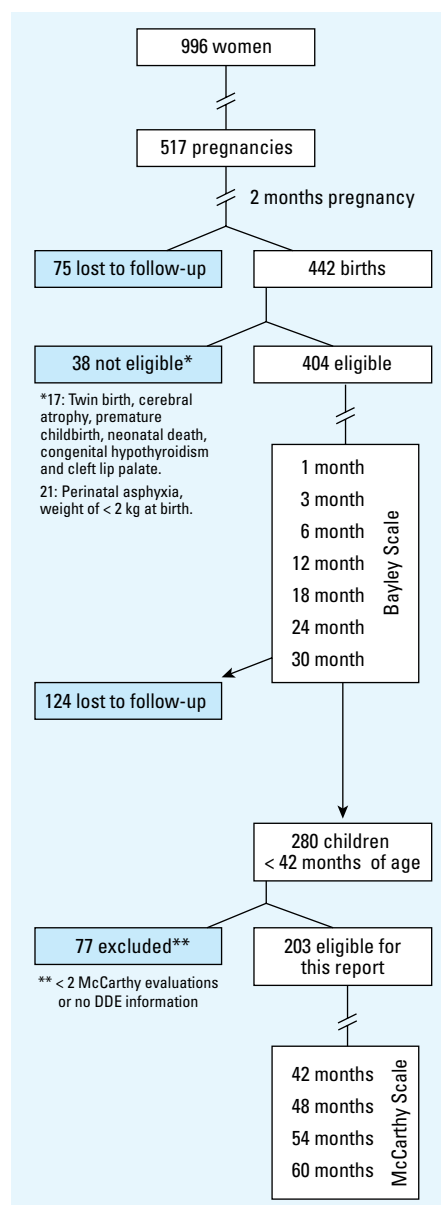 996 women
517 pregnancies
2 months pregnancy
75 lost to follow-up
442 births
38 not eligible*
404 eligible
*17: Twin birth, cerebral
atrophy, premature
childbirth, neonatal death,
congenital hypothyroidism
and cleft lip palate.
21: Perinatal asphyxia,
weight of < 2 kg at birth.
1 month
3 month
6 month
12 month
18 month
24 month
30 month
Bayley Scale
124 lost to follow-up
280 children
< 42 months of age
77 excluded**
203 eligible for
this report
** < 2 McCarthy evaluations
or no DDE information
42 months
48 months
54 months
60 months
McCarthy Scale